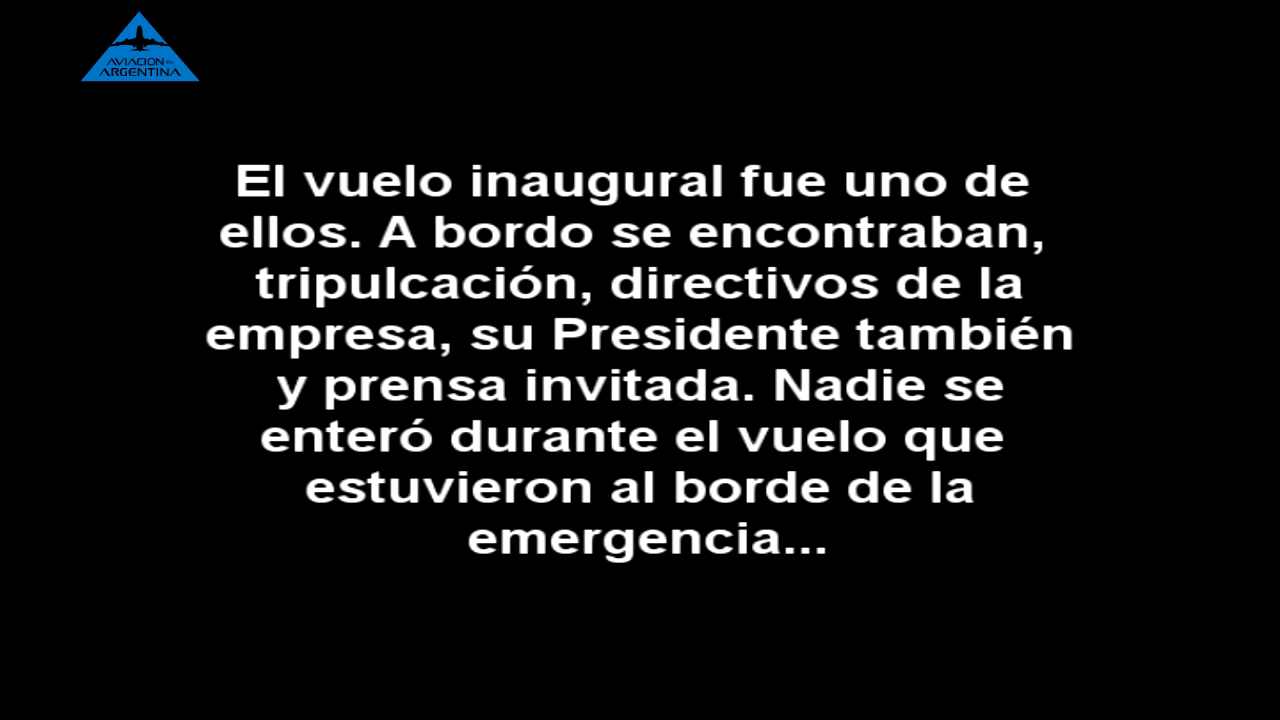 AVIACION EN
ARGENTINA
El vuelo inaugural fue uno de
ellos. A bordo se encontraban,
tripulcación, directivos de la
empresa, su Presidente también
y prensa invitada. Nadie se
enteró durante el vuelo que
estuvieron al borde de la
emergencia...